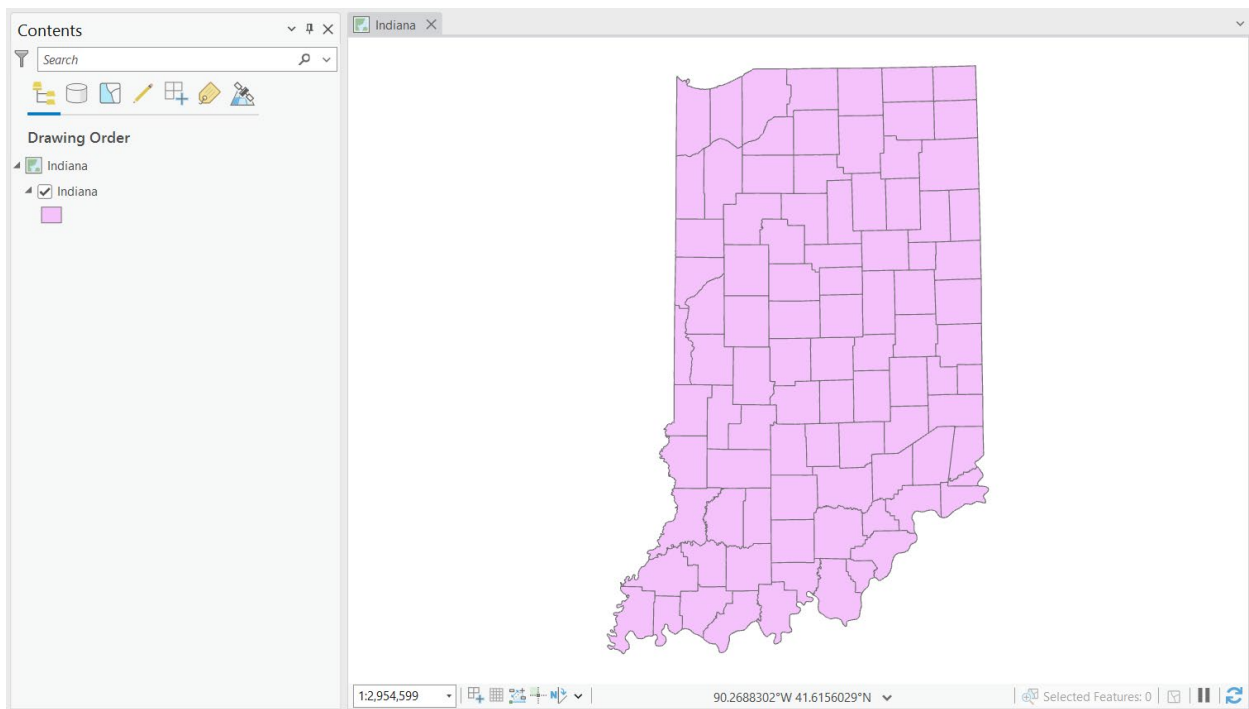 Contents
Indiana
Search
Drawing Order
Indiana
Indiana
1:2,954,599
N
90.2688302°W 41.6156029°N
Selected Features: 0